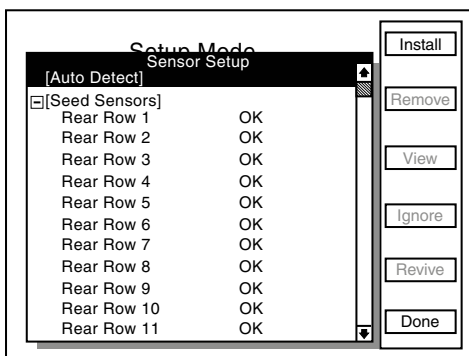 Setup Mode
Sensor Setup
[Auto Detect]
[Seed Sensors]
Rear Row 1 OK
Rear Row 2 OK
Rear Row 3 OK
Rear Row 4 OK
Rear Row 5 OK
Rear Row 6 OK
Rear Row 7 OK
Rear Row 8 OK
Rear Row 9 OK
Rear Row 10 OK
Rear Row 11 OK
Install
Remove
View
Ignore
Revive
Done